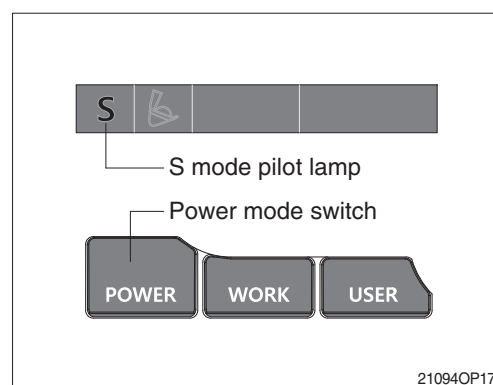 S
S mode pilot lamp
Power mode switch
POWER WORK USER
21094OP17